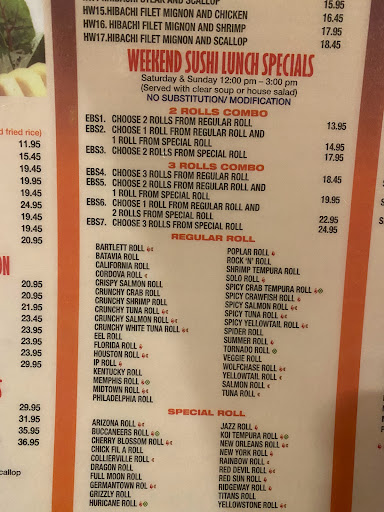 HW15.HIBACHI STEAK AND SCALLOP 15.95
HW15.HIBACHI FILET MIGNON AND CHICKEN 16.45
HW16. HIBACHI FILET MIGNON AND SHRIMP 17.95
HW17.HIBACHI FILET MIGNON AND SCALLOP 18.45
WEEKEND SUSHI LUNCH SPECIALS
Saturday & Sunday 12:00 pm – 3:00 pm
(Served with clear soup or house salad)
NO SUBSTITUTION/ MODIFICATION
2 ROLLS COMBO
EBS1. CHOOSE 2 ROLLS FROM REGULAR ROLL 13.95
EBS2. CHOOSE 1 ROLL FROM REGULAR ROLL AND
1 ROLL FROM SPECIAL ROLL 14.95
EBS3. CHOOSE 2 ROLLS FROM SPECIAL ROLL 17.95
3 ROLLS COMBO
EBS4. CHOOSE 3 ROLLS FROM REGULAR ROLL 18.45
EBS5. CHOOSE 2 ROLLS FROM REGULAR ROLL AND
1 ROLL FROM SPECIAL ROLL 19.95
EBS6. CHOOSE 1 ROLL FROM REGULAR ROLL AND
2 ROLLS FROM SPECIAL ROLL 22.95
EBS7. CHOOSE 3 ROLLS FROM SPECIAL ROLL 24.95
REGULAR ROLL
BARTLETT ROLL
BATAVIA ROLL
CALIFORNIA ROLL
CORDOVA ROLL
CRISPY SALMON ROLL
CRUNCHY CRAB ROLL
CRUNCHY SHRIMP ROLL
CRUNCHY TUNA ROLL
CRUNCHY SALMON ROLL
CRUNCHY WHITE TUNA ROLL
EEL ROLL
FLORIDA ROLL
HOUSTON ROLL
IP ROLL
KENTUCKY ROLL
MEMPHIS ROLL
MIDTOWN ROLL
PHILADELPHIA ROLL
POPLAR ROLL
ROCK 'N' ROLL
SHRIMP TEMPURA ROLL
SOLO ROLL
SPICY CRAB TEMPURA ROLL
SPICY CRAWFISH ROLL
SPICY SALMON ROLL
SPICY TUNA ROLL
SPICY YELLOWTAIL ROLL
SPIDER ROLL
SUMMER ROLL
TORNADO ROLL
VEGGIE ROLL
WOLFCHASE ROLL
YELLOWTAIL ROLL
SALMON ROLL
TUNA ROLL
SPECIAL ROLL
ARIZONA ROLL
BUCCANEERS ROLL
CHERRY BLOSSOM ROLL
CHICK FIL A ROLL
COLLIERVILLE ROLL
DRAGON ROLL
FULL MOON ROLL
GERMANTOWN ROLL
GRIZZLY ROLL
HURICANE ROLL
JAZZ ROLL
KOI TEMPURA ROLL
NEW ORLEANS ROLL
NEW YORK ROLL
RAINBOW ROLL
RED DEVIL ROLL
RED SUN ROLL
RIDGEWAY ROLL
TITANS ROLL
YELLOWSTONE ROLL
d fried rice)
11.95
15.45
19.45
19.95
19.95
24.95
19.45
19.45
20.95
ON
20.95
20.95
21.95
23.45
23.95
22.95
23.95
29.95
29.95
31.95
35.95
36.95
callop